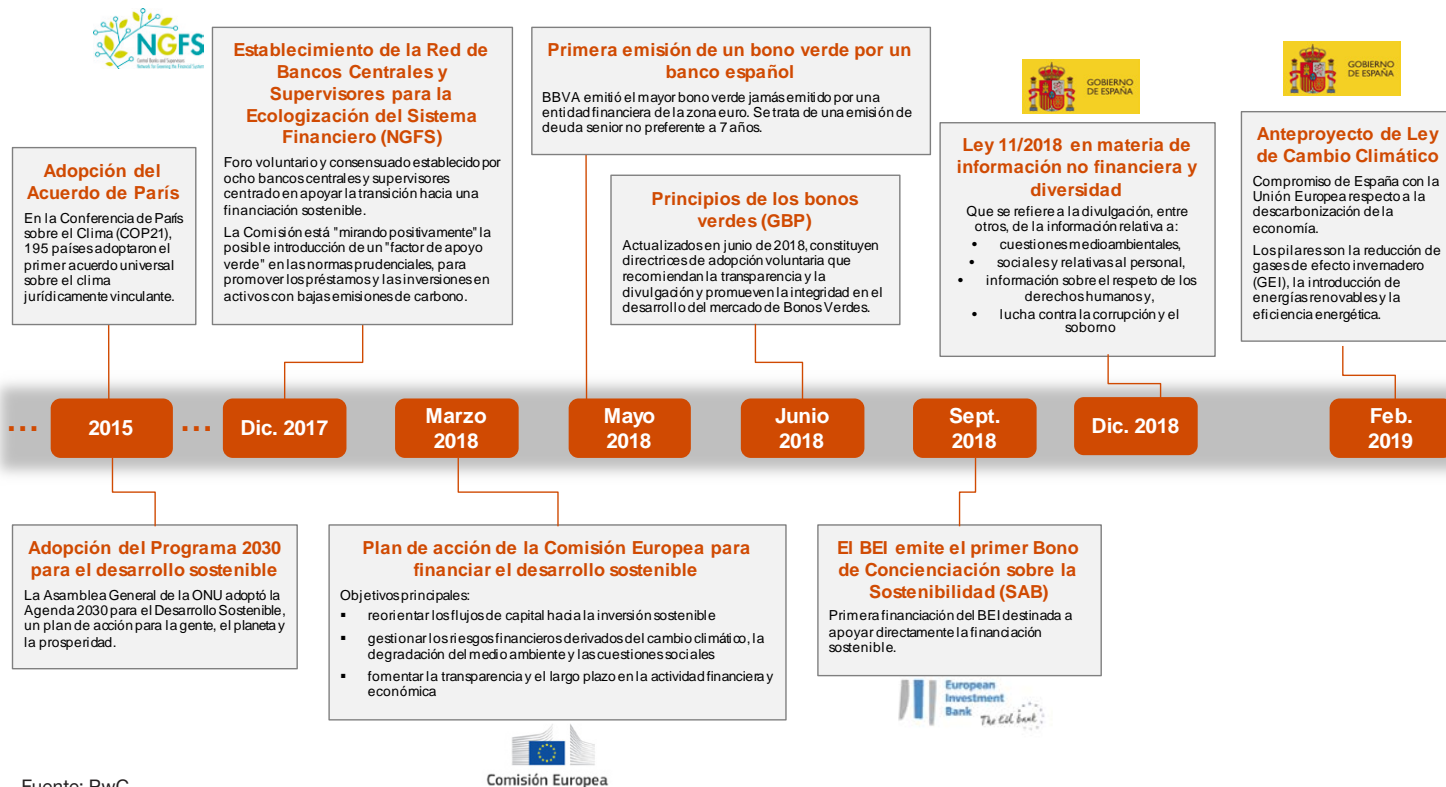 NGFS
Central Banks and Supervisors
Network for Greening the Financial System
Adopción del
Acuerdo de París
En la Conferencia de París
sobre el Clima (COP21),
195 países adoptaron el
primer acuerdo universal
sobre el clima
jurídicamente vinculante.
Establecimiento de la Red de
Bancos Centrales y
Supervisores para la
Ecologización del Sistema
Financiero (NGFS)
Foro voluntario y consensuado establecido por
ocho bancos centrales y supervisores
centrado en apoyar la transición hacia una
financiación sostenible.
La Comisión está "mirando positivamente" la
posible introducción de un "factor de apoyo
verde" en las normas prudenciales, para
promover los préstamos y las inversiones en
activos con bajas emisiones de carbono.
Primera emisión de un bono verde por un
banco español
BBVA emitió el mayor bono verde jamás emitido por una
entidad financiera de la zona euro. Se trata de una emisión de
deuda senior no preferente a 7 años.
Principios de los bonos
verdes (GBP)
Actualizados en junio de 2018, constituyen
directrices de adopción voluntaria que
recomiendan la transparencia y la
divulgación y promueven la integridad en el
desarrollo del mercado de Bonos Verdes.
GOBIERNO
DE ESPAÑA
Ley 11/2018 en materia de
información no financiera y
diversidad
Que se refiere a la divulgación, entre
otros, de la información relativa a:
• cuestiones medioambientales,
• sociales y relativas al personal,
• información sobre el respeto de los
derechos humanos y,
• lucha contra la corrupción y el
soborno
GOBIERNO
DE ESPAÑA
Anteproyecto de Ley
de Cambio Climático
Compromiso de España con la
Unión Europea respecto a la
descarbonización de la
economía.
Los pilares son la reducción de
gases de efecto invernadero
(GEI), la introducción de
energías renovables y la
eficiencia energética.
...
2015
...
Dic. 2017
Marzo
2018
Mayo
2018
Junio
2018
Sept.
2018
Dic. 2018
Feb.
2019
Adopción del Programa 2030
para el desarrollo sostenible
La Asamblea General de la ONU adoptó la
Agenda 2030 para el Desarrollo Sostenible,
un plan de acción para la gente, el planeta y
la prosperidad.
Plan de acción de la Comisión Europea para
financiar el desarrollo sostenible
Objetivos principales:
▪ reorientar los flujos de capital hacia la inversión sostenible
▪ gestionar los riesgos financieros derivados del cambio climático, la
degradación del medio ambiente y las cuestiones sociales
▪ fomentar la transparencia y el largo plazo en la actividad financiera y
económica
Comisión Europea
El BEI emite el primer Bono
de Concienciación sobre la
Sostenibilidad (SAB)
Primera financiación del BEI destinada a
apoyar directamente la financiación
sostenible.
European
Investment
Bank
The EU bank
Fuente: PwC